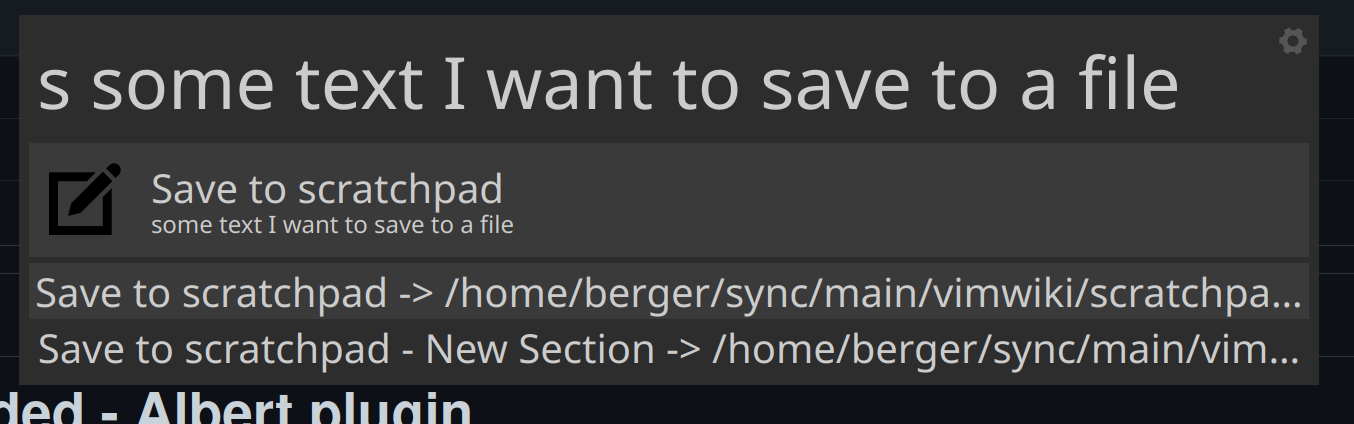 s some text I want to save to a file
Save to scratchpad
some text I want to save to a file
Save to scratchpad -> /home/berger/sync/main/vimwiki/scratchpa...
Save to scratchpad - New Section -> /home/berger/sync/main/vim...
ded - Albert plugin